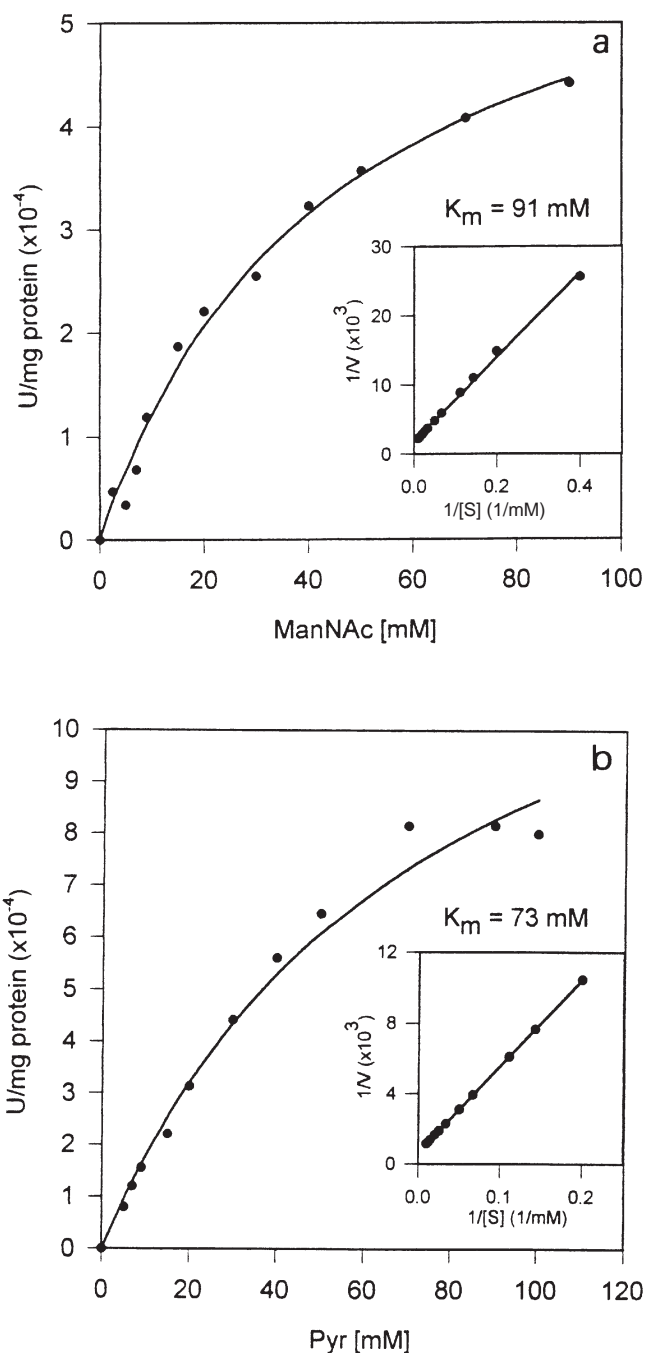 a
5
4
3
2
1
0
U/mg protein (x10⁻⁴)
Kₘ = 91 mM
30
20
10
0
1/V (x10³)
0.0 0.2 0.4
1/[S] (1/mM)
0 20 40 60 80 100
ManNAc [mM]
b
10
9
8
7
6
5
4
3
2
1
0
U/mg protein (x10⁻⁴)
Kₘ = 73 mM
12
8
4
0
1/V (x10³)
0.0 0.1 0.2
1/[S] (1/mM)
0 20 40 60 80 100 120
Pyr [mM]